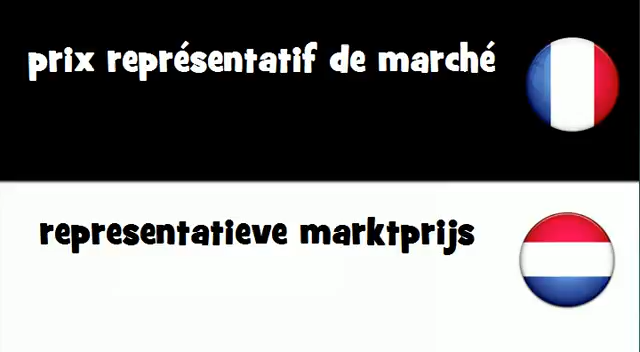 prix représentatif de marché
representatieve marktprijs